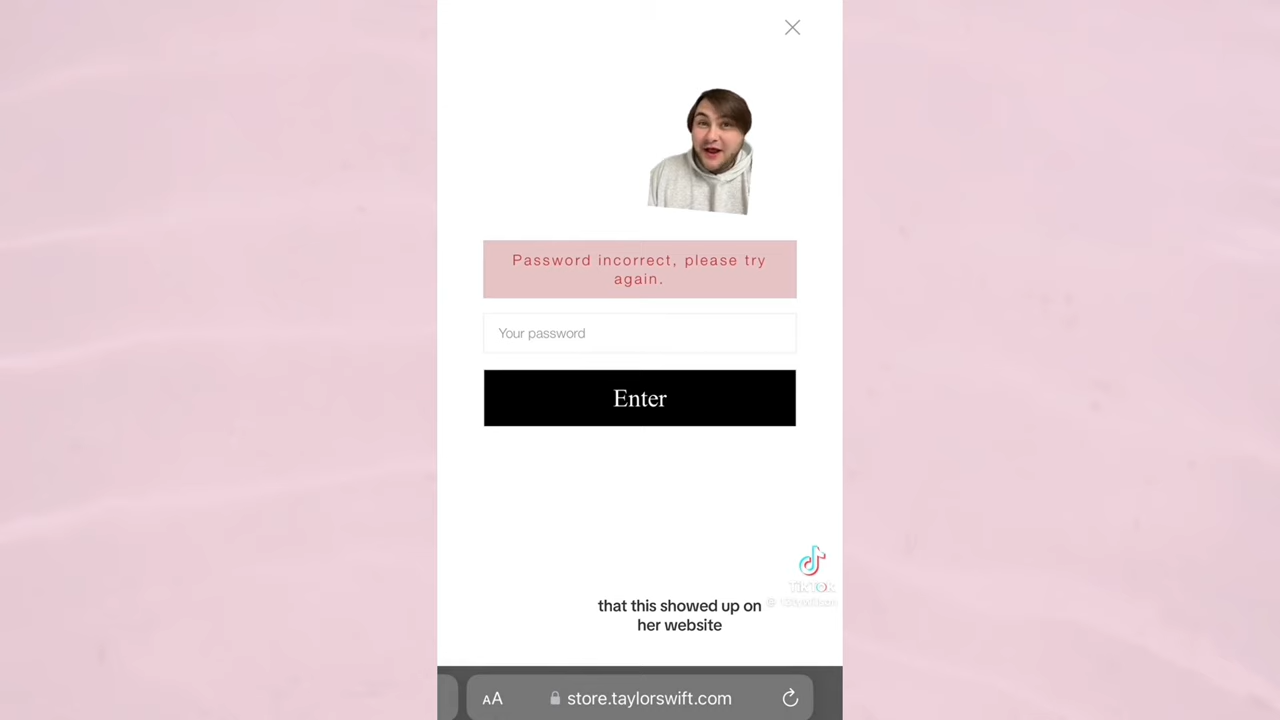 Password incorrect, please try
again.
Your password
Enter
TikTok
that this showed up on
her website
AA
store.taylorswift.com